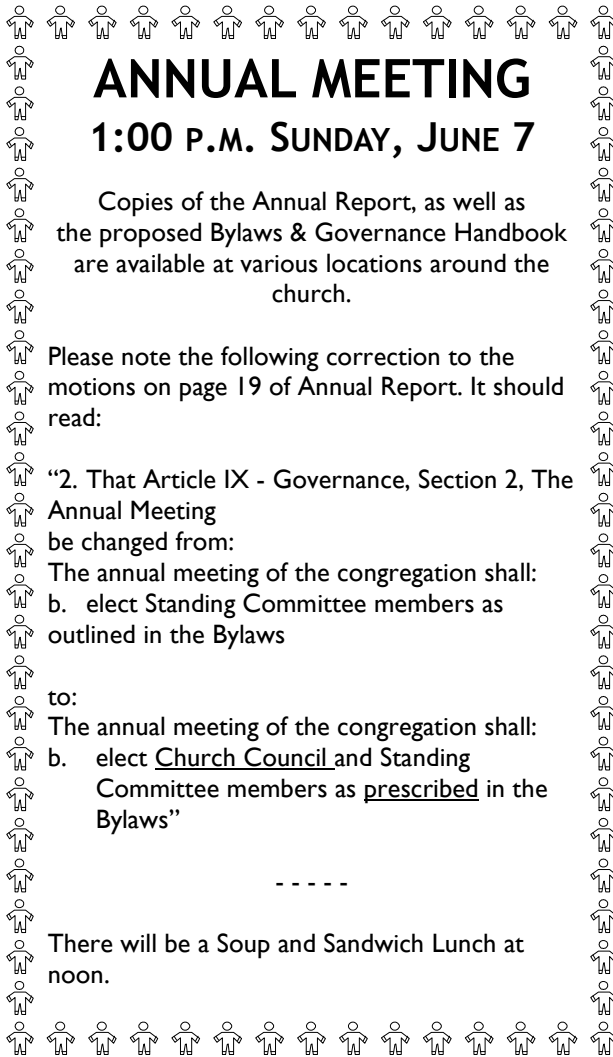 ANNUAL MEETING
1:00 P.M. SUNDAY, JUNE 7
Copies of the Annual Report, as well as
the proposed Bylaws & Governance Handbook
are available at various locations around the
church.
Please note the following correction to the
motions on page 19 of Annual Report. It should
read:
“2. That Article IX - Governance, Section 2, The
Annual Meeting
be changed from:
The annual meeting of the congregation shall:
b. elect Standing Committee members as
outlined in the Bylaws
to:
The annual meeting of the congregation shall:
b. elect Church Council and Standing
Committee members as prescribed in the
Bylaws”
- - - - -
There will be a Soup and Sandwich Lunch at
noon.